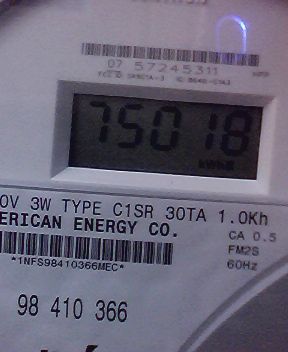 07 57245311
75018
kWhB
0V 3W TYPE C1SR 30TA 1.0Kh
ERICAN ENERGY CO.
CA 0.5
FM2S
*1NFS98410366MEC*
60Hz
98 410 366